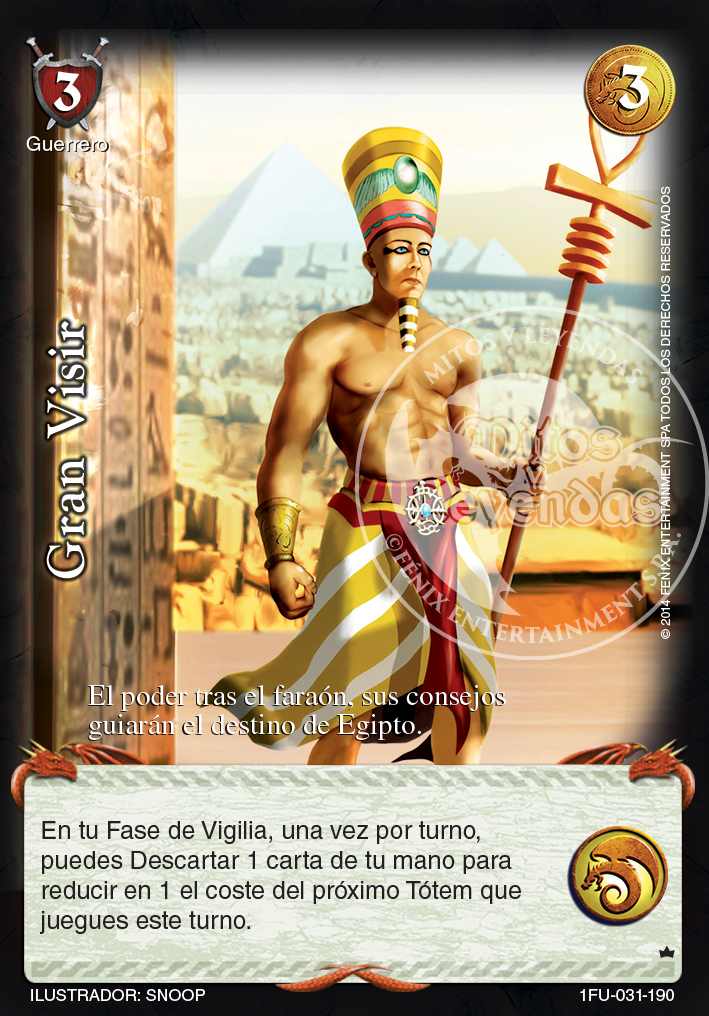 3
3
Guerrero
Gran Visir
© 2014 FENIX ENTERTAINMENT SPA TODOS LOS DERECHOS RESERVADOS
MITOS Y LEYENDAS
Mitos
Leyendas
© FENIX ENTERTAINMENT S.P.A.
El poder tras el faraón, sus consejos
guiarán el destino de Egipto.
En tu Fase de Vigilia, una vez por turno,
puedes Descartar 1 carta de tu mano para
reducir en 1 el coste del próximo Tótem que
juegues este turno.
ILUSTRADOR: SNOOP
1FU-031-190